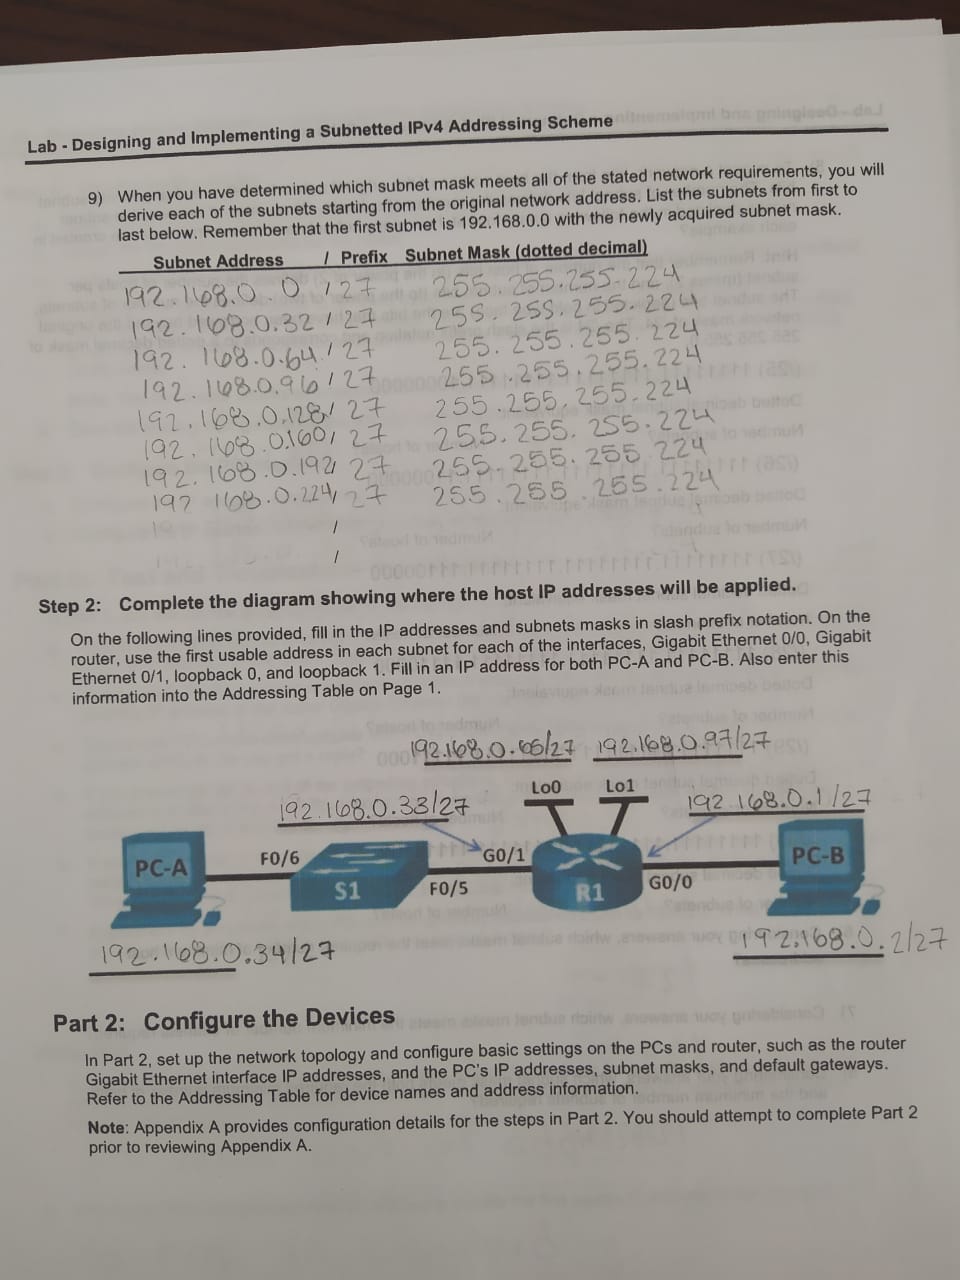 Lab - Designing and Implementing a Subnetted IPv4 Addressing Scheme
9) When you have determined which subnet mask meets all of the stated network requirements, you will
derive each of the subnets starting from the original network address. List the subnets from first to
last below. Remember that the first subnet is 192.168.0.0 with the newly acquired subnet mask.
Subnet Address / Prefix Subnet Mask (dotted decimal)
192.168.0.0 / 27 255.255.255.224
192.168.0.32 / 27 255.255.255.224
192.168.0.64 / 27 255.255.255.224
192.168.0.96 / 27 255.255.255.224
192.168.0.128 / 27 255.255.255.224
192.168.0.160 / 27 255.255.255.224
192.168.0.192 / 27 255.255.255.224
192 168.0.224 / 27 255.255.255.224
/
/
Step 2: Complete the diagram showing where the host IP addresses will be applied.
On the following lines provided, fill in the IP addresses and subnets masks in slash prefix notation. On the
router, use the first usable address in each subnet for each of the interfaces, Gigabit Ethernet 0/0, Gigabit
Ethernet 0/1, loopback 0, and loopback 1. Fill in an IP address for both PC-A and PC-B. Also enter this
information into the Addressing Table on Page 1.
192.168.0.65/27 192.168.0.97/27
Lo0 Lo1
192.168.0.33/27 192.168.0.1/27
PC-A F0/6 S1 F0/5 G0/1 R1 G0/0 PC-B
192.168.0.34/27 192.168.0.2/27
Part 2: Configure the Devices
In Part 2, set up the network topology and configure basic settings on the PCs and router, such as the router
Gigabit Ethernet interface IP addresses, and the PC's IP addresses, subnet masks, and default gateways.
Refer to the Addressing Table for device names and address information.
Note: Appendix A provides configuration details for the steps in Part 2. You should attempt to complete Part 2
prior to reviewing Appendix A.